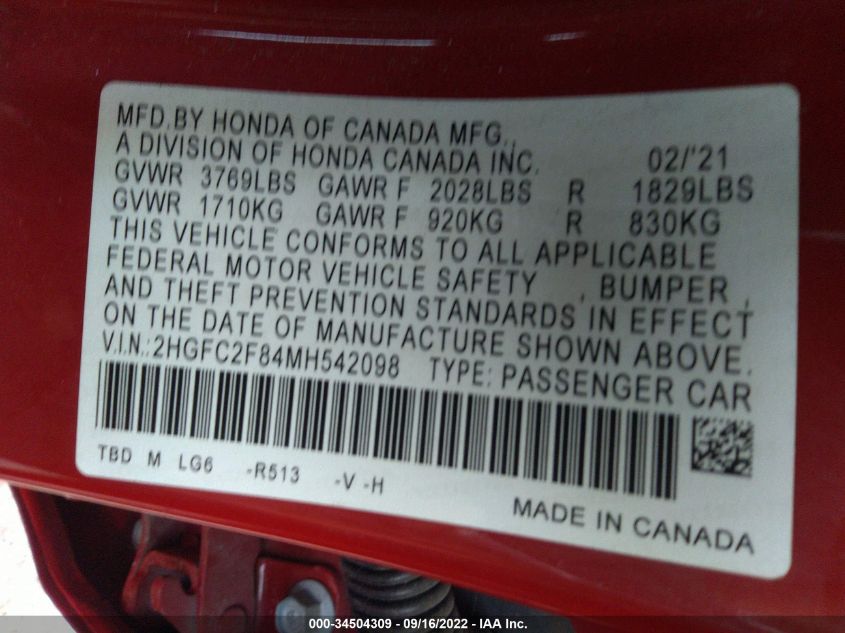 MFD.BY HONDA OF CANADA MFG.,
A DIVISION OF HONDA CANADA INC. 02/'21
GVWR 3769LBS GAWR F 2028LBS R 1829LBS
GVWR 1710KG GAWR F 920KG R 830KG
THIS VEHICLE CONFORMS TO ALL APPLICABLE
FEDERAL MOTOR VEHICLE SAFETY , BUMPER ,
AND THEFT PREVENTION STANDARDS IN EFFECT
ON THE DATE OF MANUFACTURE SHOWN ABOVE.
V.I.N.:2HGFC2F84MH542098 TYPE: PASSENGER CAR
TBD M LG6 -R513 -V -H
MADE IN CANADA
000-34504309 - 09/16/2022 - IAA Inc.